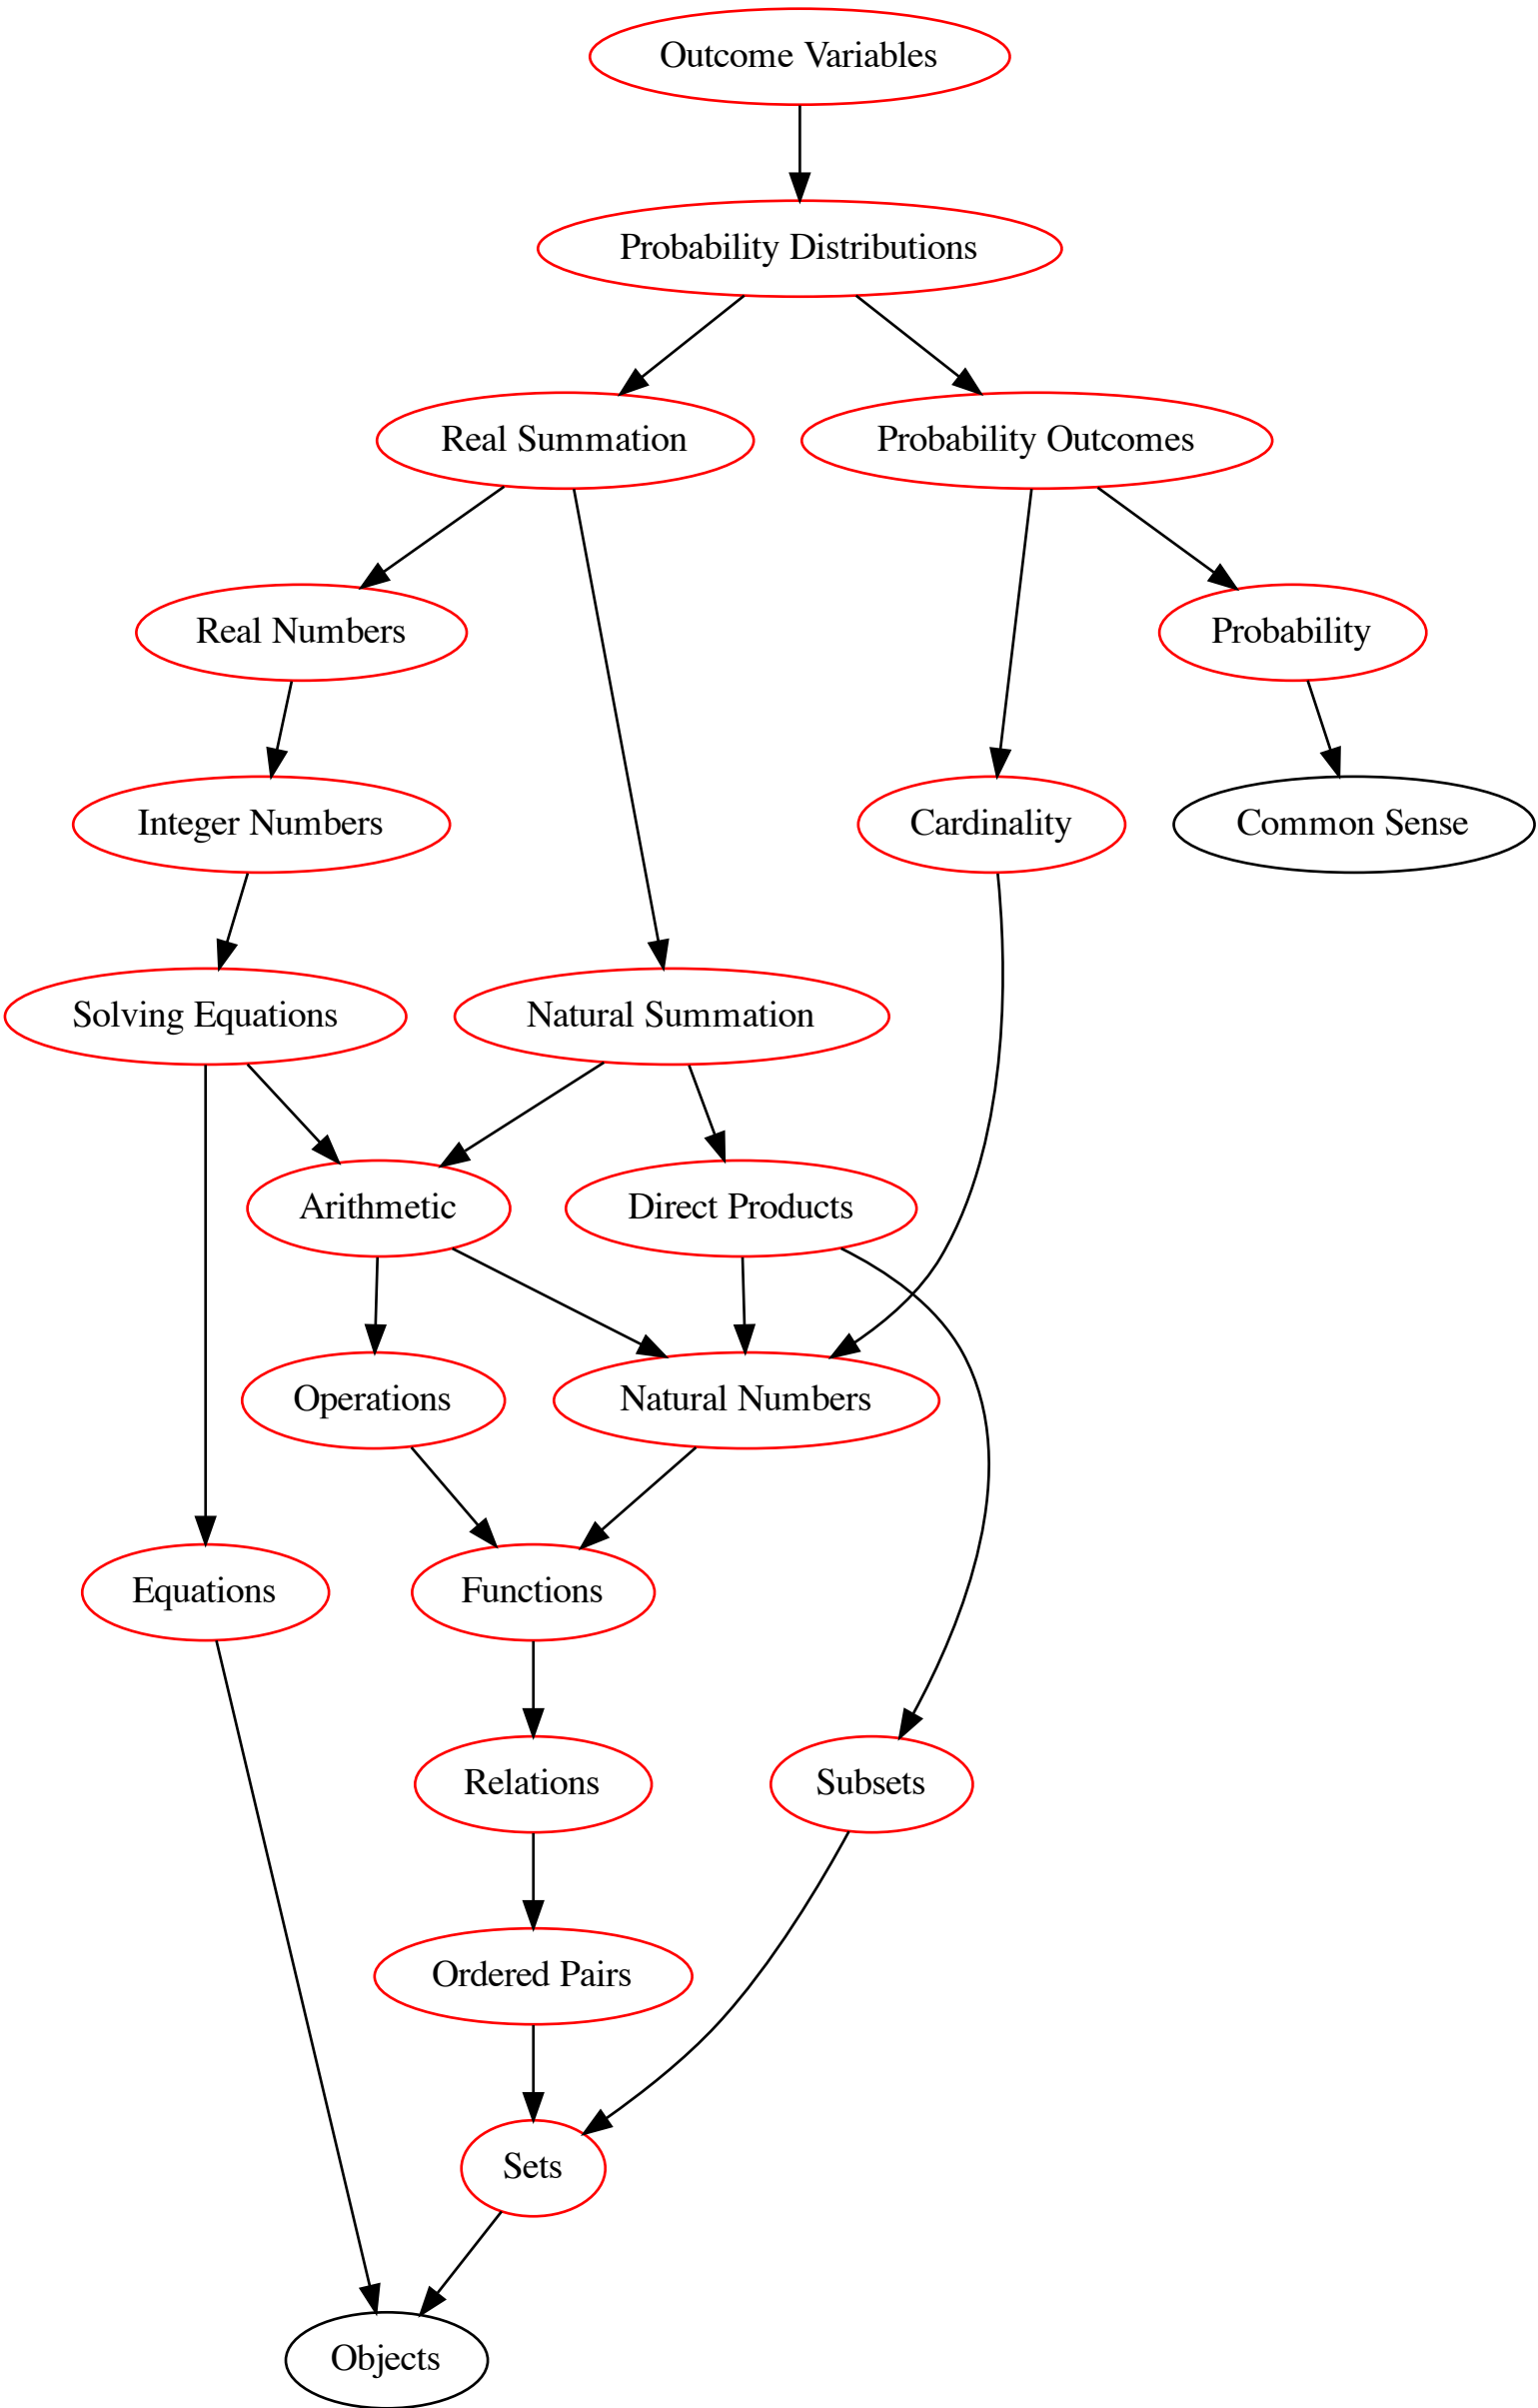 Outcome Variables
Probability Distributions
Real Summation
Probability Outcomes
Real Numbers
Probability
Integer Numbers
Cardinality
Common Sense
Solving Equations
Natural Summation
Arithmetic
Direct Products
Operations
Natural Numbers
Equations
Functions
Relations
Subsets
Ordered Pairs
Sets
Objects